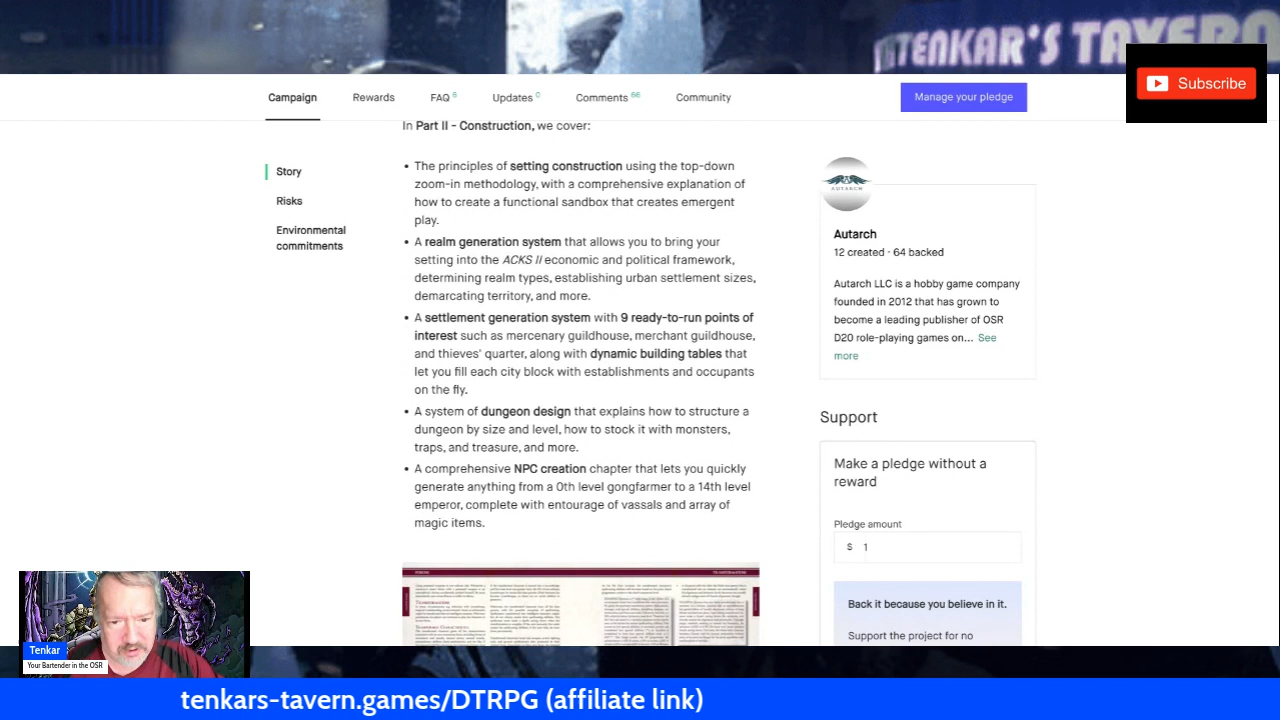 TENKAR'S TAVERN
Subscribe
Campaign Rewards FAQ 6 Updates 0 Comments 66 Community
Manage your pledge
In Part II - Construction, we cover:
Story
Risks
Environmental
commitments
• The principles of setting construction using the top-down
zoom-in methodology, with a comprehensive explanation of
how to create a functional sandbox that creates emergent
play.
• A realm generation system that allows you to bring your
setting into the ACKS II economic and political framework,
determining realm types, establishing urban settlement sizes,
demarcating territory, and more.
• A settlement generation system with 9 ready-to-run points of
interest such as mercenary guildhouse, merchant guildhouse,
and thieves' quarter, along with dynamic building tables that
let you fill each city block with establishments and occupants
on the fly.
• A system of dungeon design that explains how to structure a
dungeon by size and level, how to stock it with monsters,
traps, and treasure, and more.
• A comprehensive NPC creation chapter that lets you quickly
generate anything from a 0th level gongfarmer to a 14th level
emperor, complete with entourage of vassals and array of
magic items.
AUTARCH
Autarch
12 created · 64 backed
Autarch LLC is a hobby game company
founded in 2012 that has grown to
become a leading publisher of OSR
D20 role-playing games on... See
more
Support
Make a pledge without a
reward
Pledge amount
$ 1
Back it because you believe in it.
Support the project for no
Tenkar
Your Bartender in the OSR
tenkars-tavern.games/DTRPG (affiliate link)